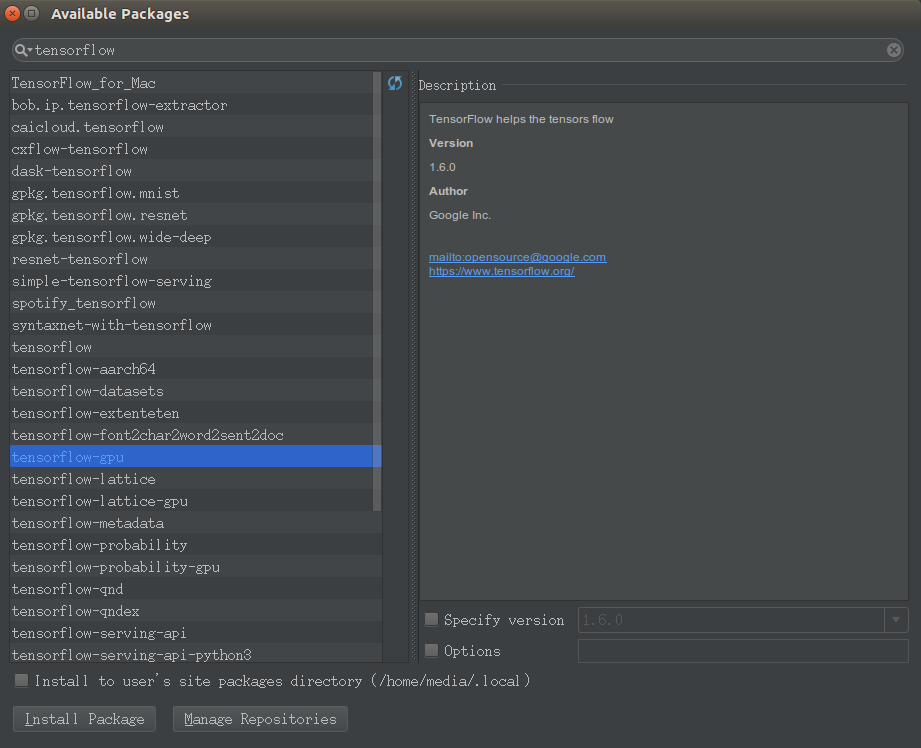 Available Packages
tensorflow
TensorFlow_for_Mac
bob.ip.tensorflow-extractor
caicloud.tensorflow
cxflow-tensorflow
dask-tensorflow
gpkg.tensorflow.mnist
gpkg.tensorflow.resnet
gpkg.tensorflow.wide-deep
resnet-tensorflow
simple-tensorflow-serving
spotify_tensorflow
syntaxnet-with-tensorflow
tensorflow
tensorflow-aarch64
tensorflow-datasets
tensorflow-extenteten
tensorflow-font2char2word2sent2doc
tensorflow-gpu
tensorflow-lattice
tensorflow-lattice-gpu
tensorflow-metadata
tensorflow-probability
tensorflow-probability-gpu
tensorflow-qnd
tensorflow-qndex
tensorflow-serving-api
tensorflow-serving-api-python3
Description
TensorFlow helps the tensors flow
Version
1.6.0
Author
Google Inc.
mailto:opensource@google.com
https://www.tensorflow.org/
Specify version 1.6.0
Options
Install to user's site packages directory (/home/media/.local)
Install Package Manage Repositories